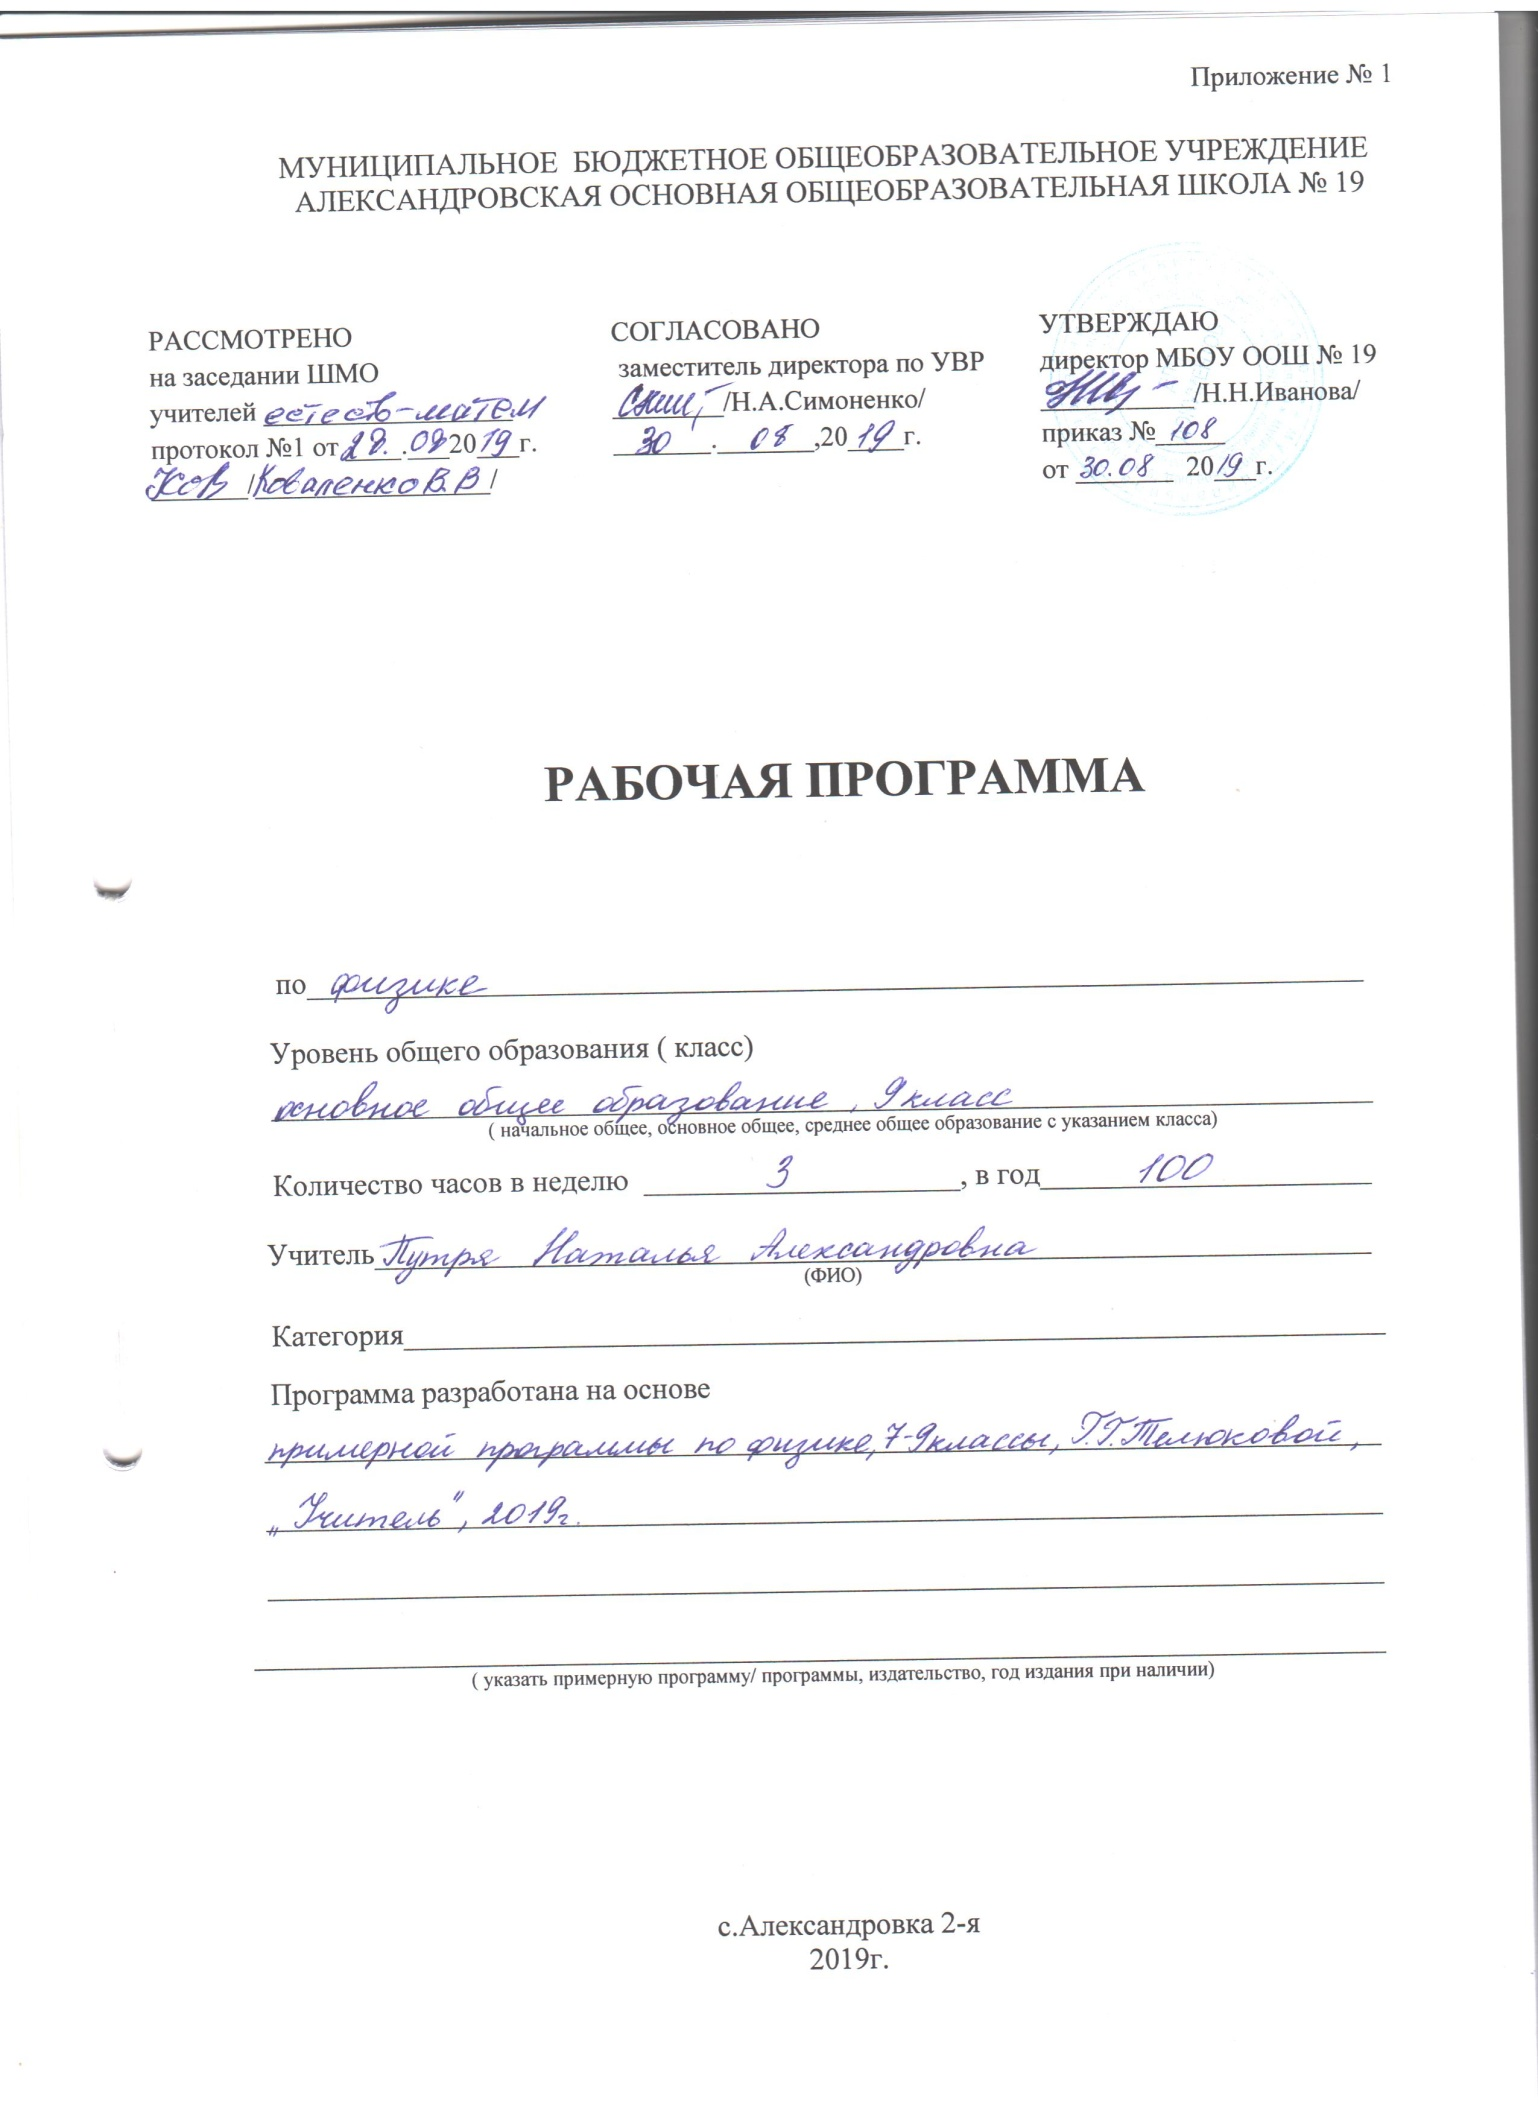 Приложение № 1
МУНИЦИПАЛЬНОЕ БЮДЖЕТНОЕ ОБЩЕОБРАЗОВАТЕЛЬНОЕ УЧРЕЖДЕНИЕ
АЛЕКСАНДРОВСКАЯ ОСНОВНАЯ ОБЩЕОБРАЗОВАТЕЛЬНАЯ ШКОЛА № 19
РАССМОТРЕНО
на заседании ШМО
учителей естеств-матем
протокол №1 от 28.08 2019 г.
Ков /Коваленко В.В/
СОГЛАСОВАНО
заместитель директора по УВР
/Н.А.Симоненко/
30.08,2019 г.
УТВЕРЖДАЮ
директор МБОУ ООШ № 19
/Н.Н.Иванова/
приказ № 108
от 30.08 2019 г.
РАБОЧАЯ ПРОГРАММА
по физике
Уровень общего образования ( класс)
основное общее образование , 9 класс
( начальное общее, основное общее, среднее общее образование с указанием класса)
Количество часов в неделю 3, в год 100
Учитель Путря Наталья Александровна
(ФИО)
Категория
Программа разработана на основе
примерной программы по физике, 7-9 классы, Г.Г.Телюковой,
„Учитель", 2019г.
( указать примерную программу/ программы, издательство, год издания при наличии)
с.Александровка 2-я
2019г.